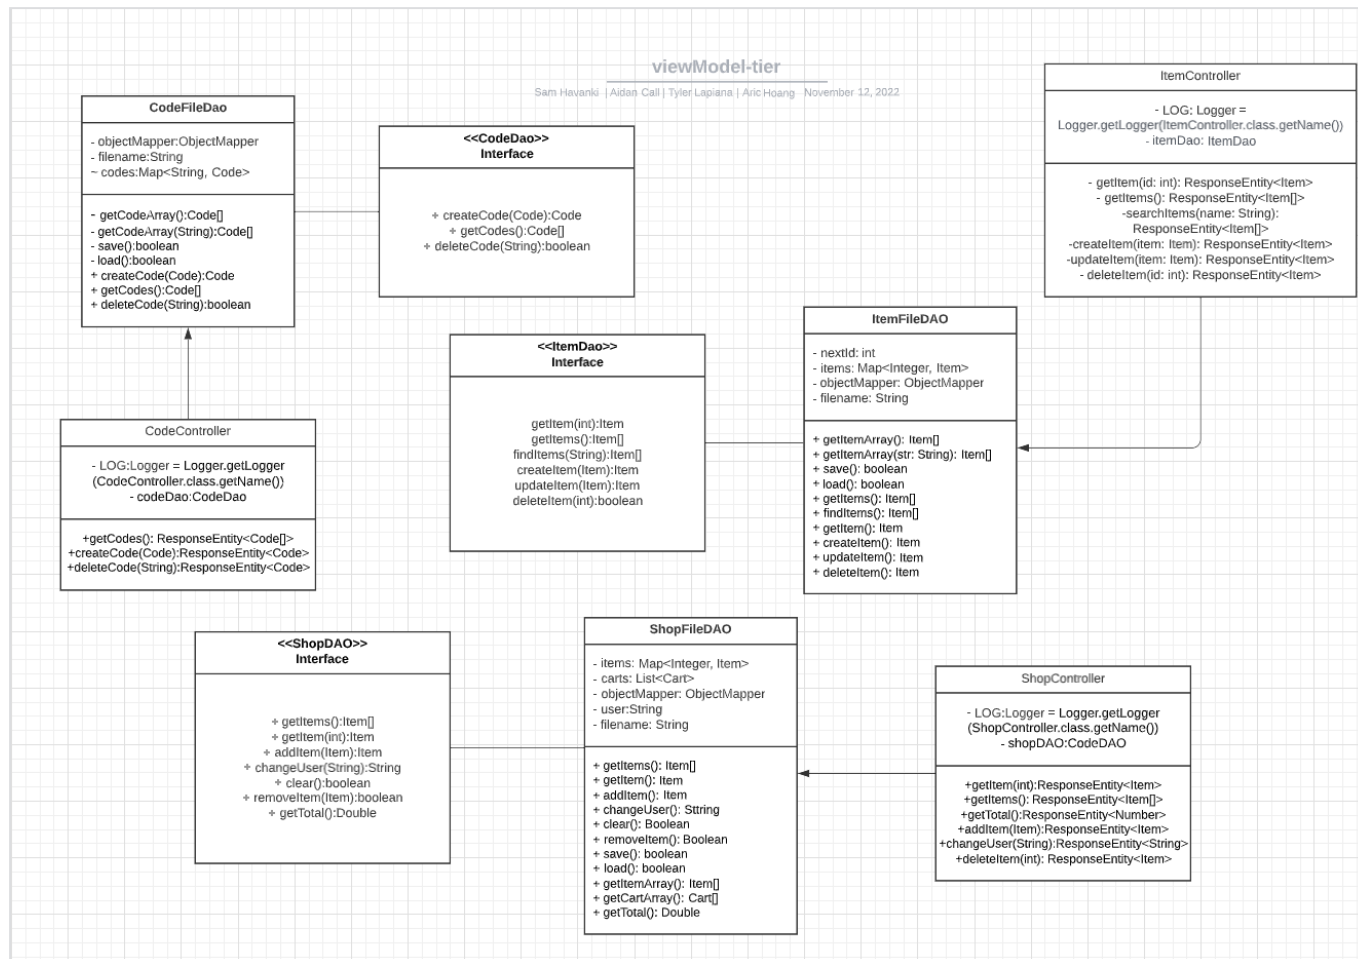 viewModel-tier
Sam Havanki | Aidan Call | Tyler Lapiana | Aric Hoang November 12, 2022
CodeFileDao
- objectMapper:ObjectMapper
- filename:String
~ codes:Map<String, Code>
- getCodeArray():Code[]
- getCodeArray(String):Code[]
- save():boolean
- load():boolean
+ createCode(Code):Code
+ getCodes():Code[]
+ deleteCode(String):boolean
<<CodeDao>>
Interface
+ createCode(Code):Code
+ getCodes():Code[]
+ deleteCode(String):boolean
ItemController
- LOG: Logger =
Logger.getLogger(ItemController.class.getName())
- itemDao: ItemDao
- getItem(id: int): ResponseEntity<Item>
- getItems(): ResponseEntity<Item[]>
-searchItems(name: String):
ResponseEntity<Item[]>
-createItem(item: Item): ResponseEntity<Item>
-updateItem(item: Item): ResponseEntity<Item>
- deleteItem(id: int): ResponseEntity<Item>
CodeController
- LOG:Logger = Logger.getLogger
(CodeController.class.getName())
- codeDao:CodeDao
+getCodes(): ResponseEntity<Code[]>
+createCode(Code):ResponseEntity<Code>
+deleteCode(String):ResponseEntity<Code>
<<ItemDao>>
Interface
getItem(int):Item
getItems():Item[]
findItems(String):Item[]
createItem(Item):Item
updateItem(Item):Item
deleteItem(int):boolean
ItemFileDAO
- nextId: int
- items: Map<Integer, Item>
- objectMapper: ObjectMapper
- filename: String
+ getItemArray(): Item[]
+ getItemArray(str: String): Item[]
+ save(): boolean
+ load(): boolean
+ getItems(): Item[]
+ findItems(): Item[]
+ getItem(): Item
+ createItem(): Item
+ updateItem(): Item
+ deleteItem(): Item
<<ShopDAO>>
Interface
+ getItems():Item[]
+ getItem(int):Item
+ addItem(Item):Item
+ changeUser(String):String
+ clear():boolean
+ removeItem(Item):boolean
+ getTotal():Double
ShopFileDAO
- items: Map<Integer, Item>
- carts: List<Cart>
- objectMapper: ObjectMapper
- user:String
- filename: String
+ getItems(): Item[]
+ getItem(): Item
+ addItem(): Item
+ changeUser(): Sttring
+ clear(): Boolean
+ removeItem(): Boolean
+ save(): boolean
+ load(): boolean
+ getItemArray(): Item[]
+ getCartArray(): Cart[]
+ getTotal(): Double
ShopController
- LOG:Logger = Logger.getLogger
(ShopController.class.getName())
- shopDAO:CodeDAO
+getItem(int):ResponseEntity<Item>
+getItems(): ResponseEntity<Item[]>
+getTotal():ResponseEntity<Number>
+addItem(Item):ResponseEntity<Item>
+changeUser(String):ResponseEntity<String>
+deleteItem(int): ResponseEntity<Item>